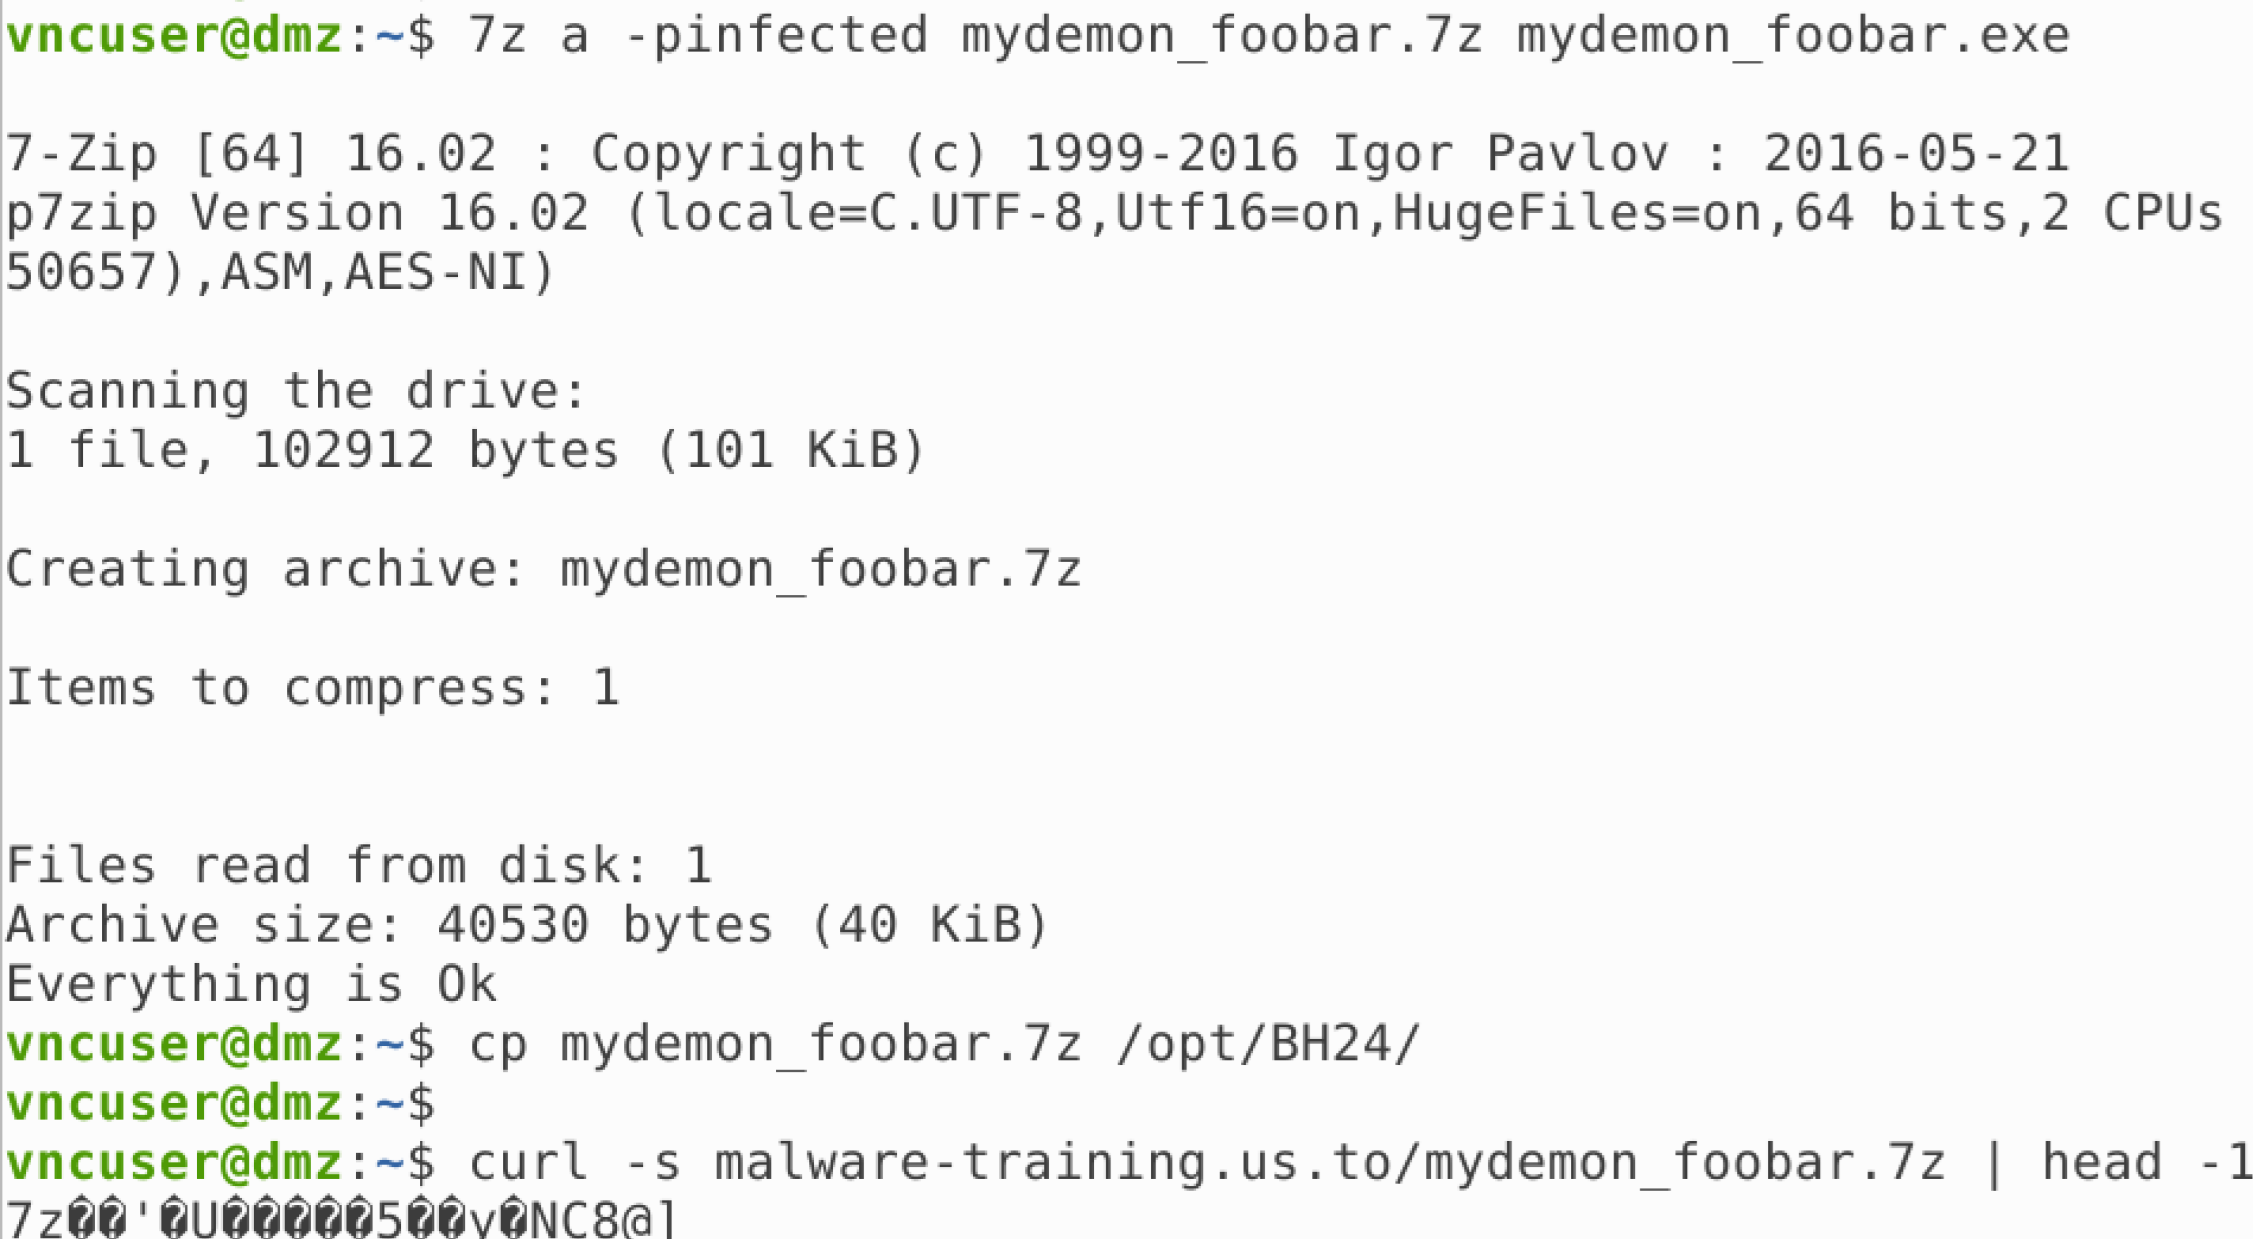 vncuser@dmz:~$ 7z a -pinfected mydemon_foobar.7z mydemon_foobar.exe
7-Zip [64] 16.02 : Copyright (c) 1999-2016 Igor Pavlov : 2016-05-21
p7zip Version 16.02 (locale=C.UTF-8,Utf16=on,HugeFiles=on,64 bits,2 CPUs
50657),ASM,AES-NI)
Scanning the drive:
1 file, 102912 bytes (101 KiB)
Creating archive: mydemon_foobar.7z
Items to compress: 1
Files read from disk: 1
Archive size: 40530 bytes (40 KiB)
Everything is Ok
vncuser@dmz:~$ cp mydemon_foobar.7z /opt/BH24/
vncuser@dmz:~$
vncuser@dmz:~$ curl -s malware-training.us.to/mydemon_foobar.7z | head -1
7z��'�U�����5��v�NC8@]